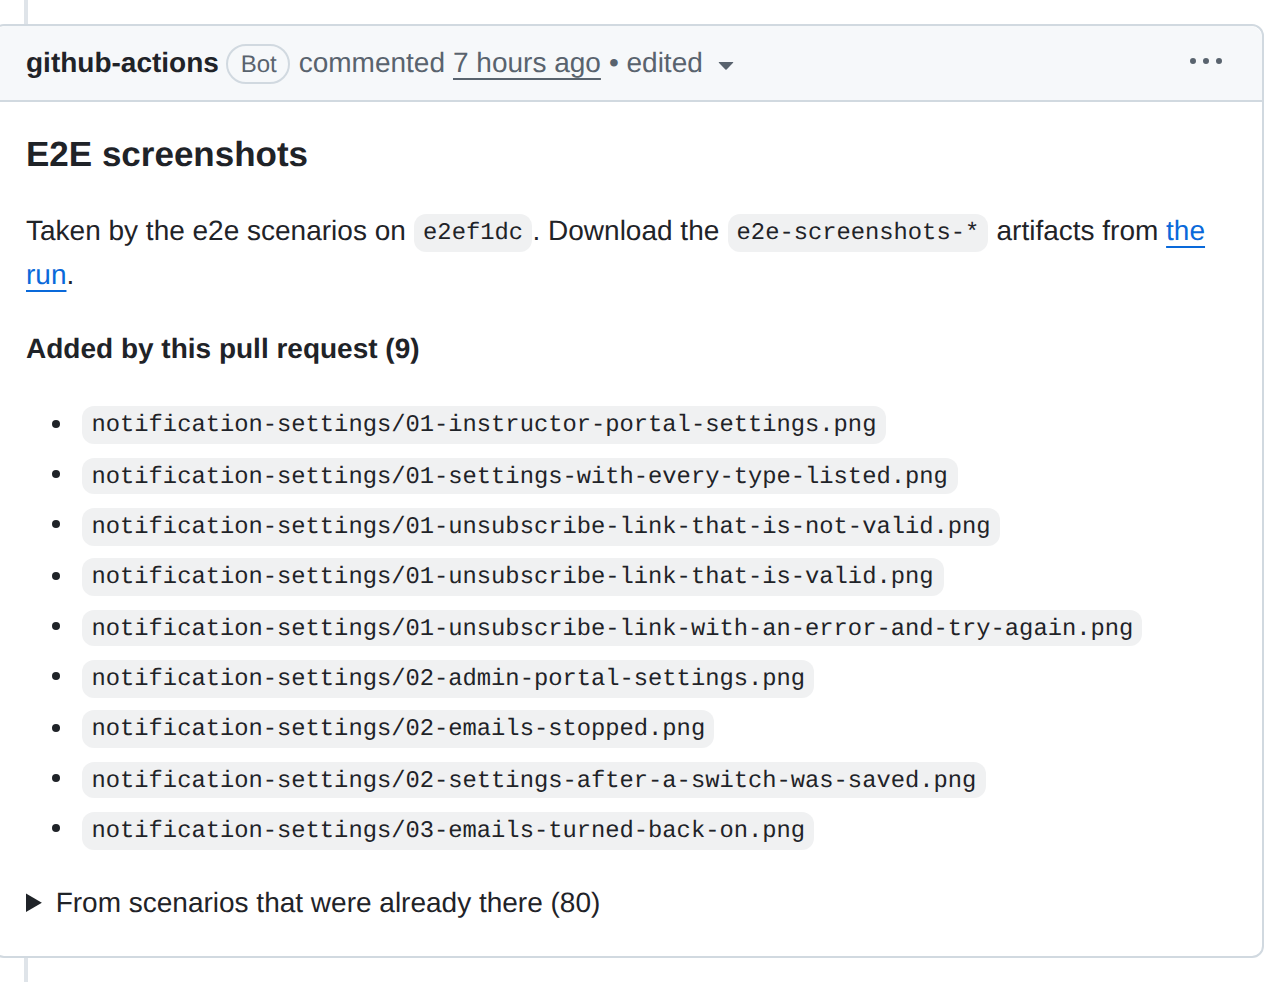 github-actions Bot commented 7 hours ago • edited
E2E screenshots
Taken by the e2e scenarios on e2ef1dc. Download the e2e-screenshots-* artifacts from the
run.
Added by this pull request (9)
• notification-settings/01-instructor-portal-settings.png
• notification-settings/01-settings-with-every-type-listed.png
• notification-settings/01-unsubscribe-link-that-is-not-valid.png
• notification-settings/01-unsubscribe-link-that-is-valid.png
• notification-settings/01-unsubscribe-link-with-an-error-and-try-again.png
• notification-settings/02-admin-portal-settings.png
• notification-settings/02-emails-stopped.png
• notification-settings/02-settings-after-a-switch-was-saved.png
• notification-settings/03-emails-turned-back-on.png
From scenarios that were already there (80)